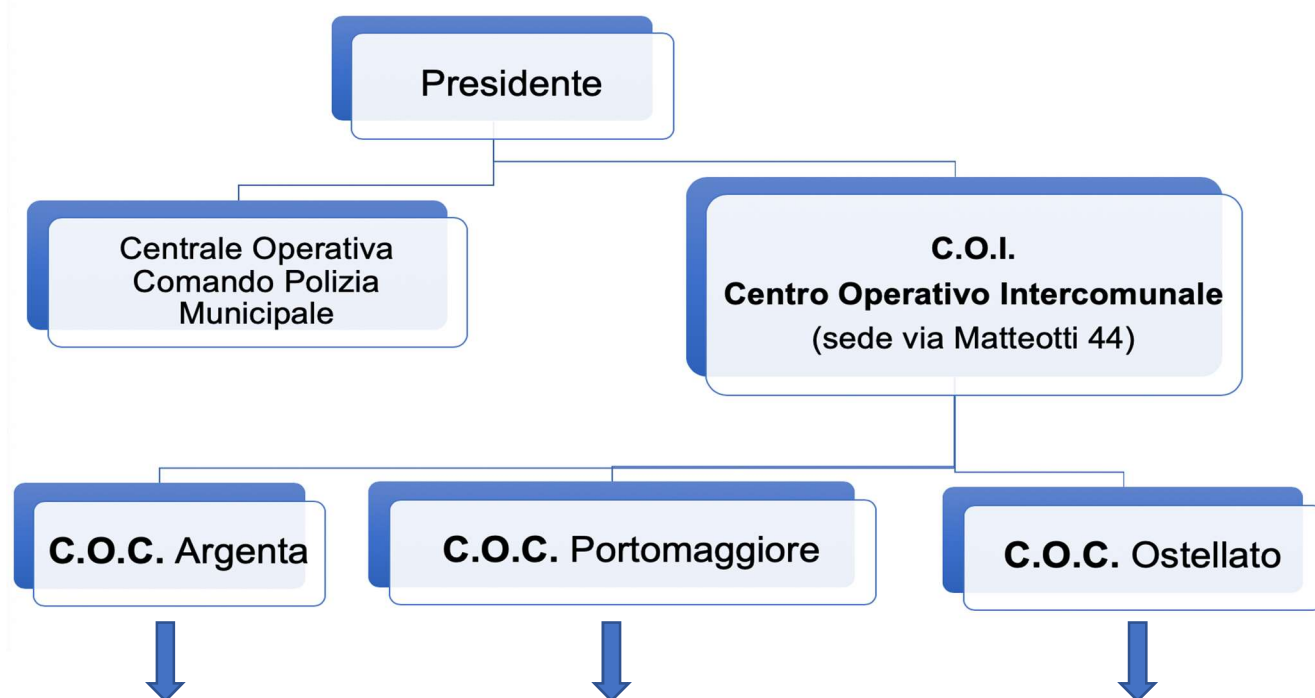 Presidente
Centrale Operativa
Comando Polizia
Municipale
C.O.I.
Centro Operativo Intercomunale
(sede via Matteotti 44)
C.O.C. Argenta
C.O.C. Portomaggiore
C.O.C. Ostellato